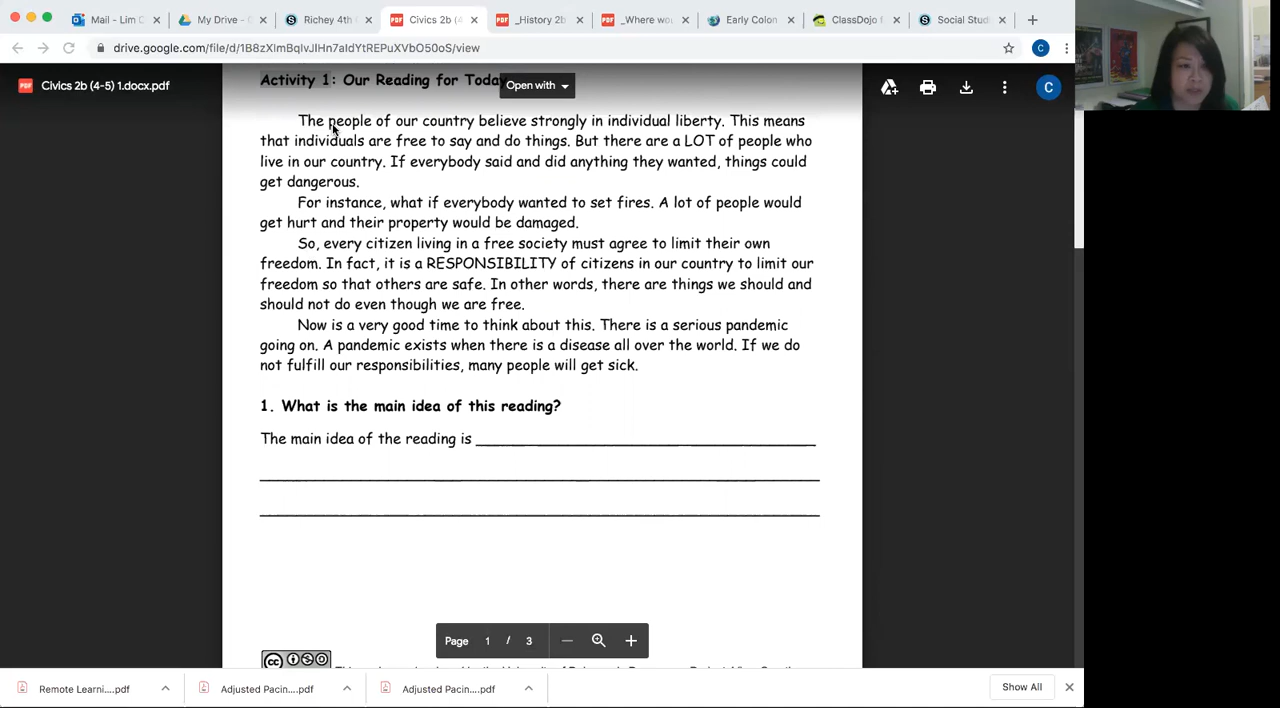 Mail - Lim C
My Drive - G
Richey 4th
Civics 2b (4
_History 2b
_Where wou
Early Colon
ClassDojo f
Social Studi
drive.google.com/file/d/1B8zXImBqlvJIHn7aldYtREPuXVbO50oS/view
C
PDF Civics 2b (4-5) 1.docx.pdf
Open with
C
Activity 1: Our Reading for Today
The people of our country believe strongly in individual liberty. This means
that individuals are free to say and do things. But there are a LOT of people who
live in our country. If everybody said and did anything they wanted, things could
get dangerous.
For instance, what if everybody wanted to set fires. A lot of people would
get hurt and their property would be damaged.
So, every citizen living in a free society must agree to limit their own
freedom. In fact, it is a RESPONSIBILITY of citizens in our country to limit our
freedom so that others are safe. In other words, there are things we should and
should not do even though we are free.
Now is a very good time to think about this. There is a serious pandemic
going on. A pandemic exists when there is a disease all over the world. If we do
not fulfill our responsibilities, many people will get sick.
1. What is the main idea of this reading?
The main idea of the reading is
Page 1 / 3
Remote Learni....pdf
Adjusted Pacin....pdf
Adjusted Pacin....pdf
Show All